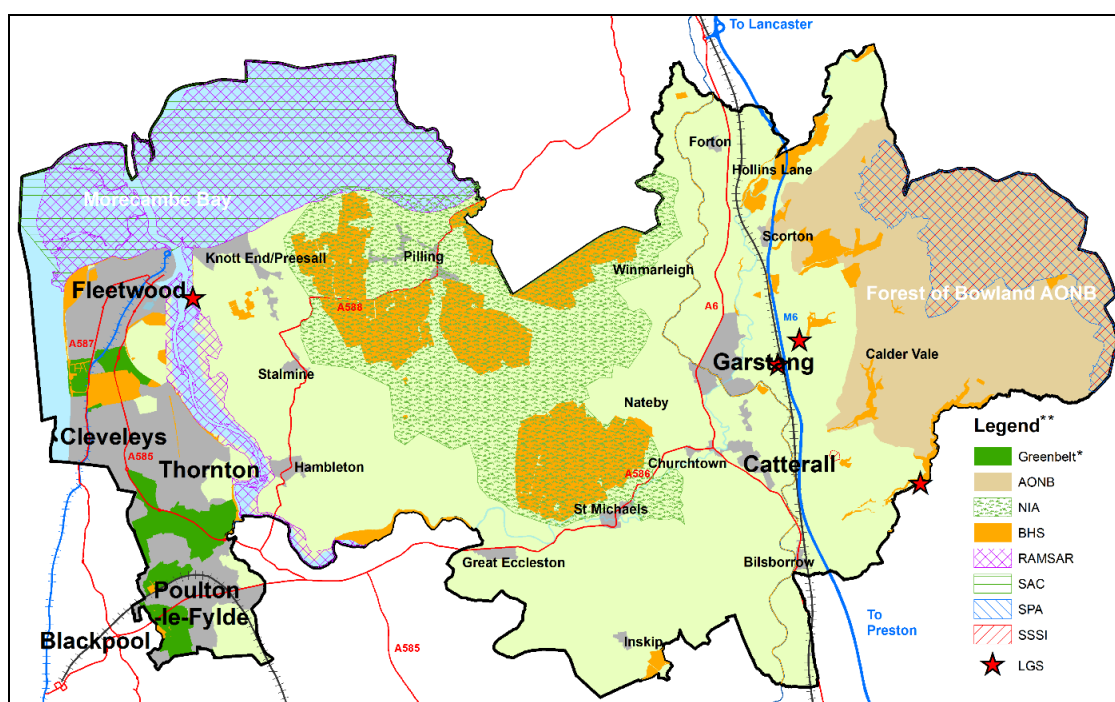 To Lancaster
Forton
Hollins Lane
Morecambe Bay
Scorton
Knott End/Preesall
Pilling
Winmarleigh
Fleetwood
A588
A6
M6
Forest of Bowland AONB
A587
Garstang
Calder Vale
Stalmine
Nateby
Cleveleys
A585
Thornton
Hambleton
Churchtown
A586
Catterall
St Michaels
Great Eccleston
Bilsborrow
Poulton
-le-Fylde
Blackpool
A585
Inskip
To
Preston
Legend**
Greenbelt*
AONB
NIA
BHS
RAMSAR
SAC
SPA
SSSI
LGS